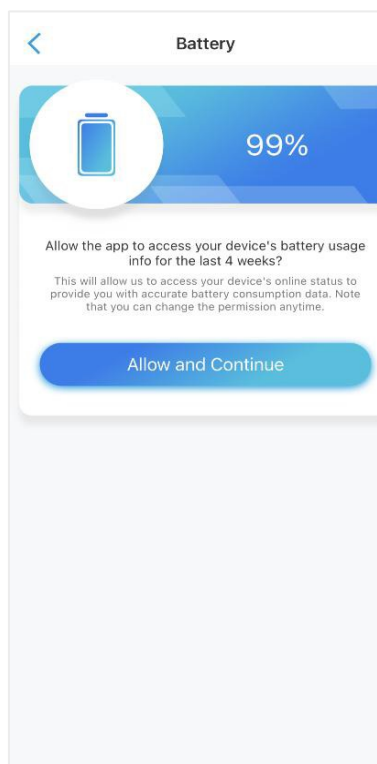 Battery
99%
Allow the app to access your device's battery usage
info for the last 4 weeks?
This will allow us to access your device's online status to
provide you with accurate battery consumption data. Note
that you can change the permission anytime.
Allow and Continue